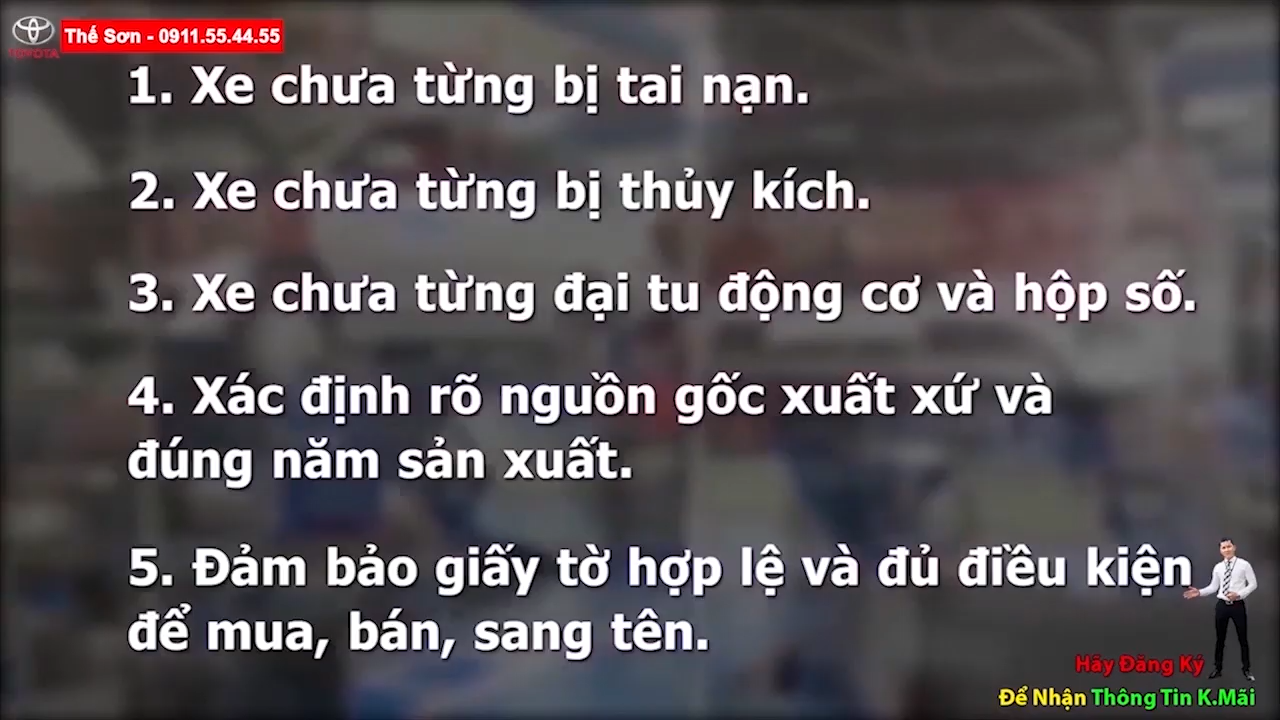 TOYOTA
Thế Sơn - 0911.55.44.55
1. Xe chưa từng bị tai nạn.
2. Xe chưa từng bị thủy kích.
3. Xe chưa từng đại tu động cơ và hộp số.
4. Xác định rõ nguồn gốc xuất xứ và
đúng năm sản xuất.
5. Đảm bảo giấy tờ hợp lệ và đủ điều kiện
để mua, bán, sang tên.
Hãy Đăng Ký
Để Nhận Thông Tin K.Mãi